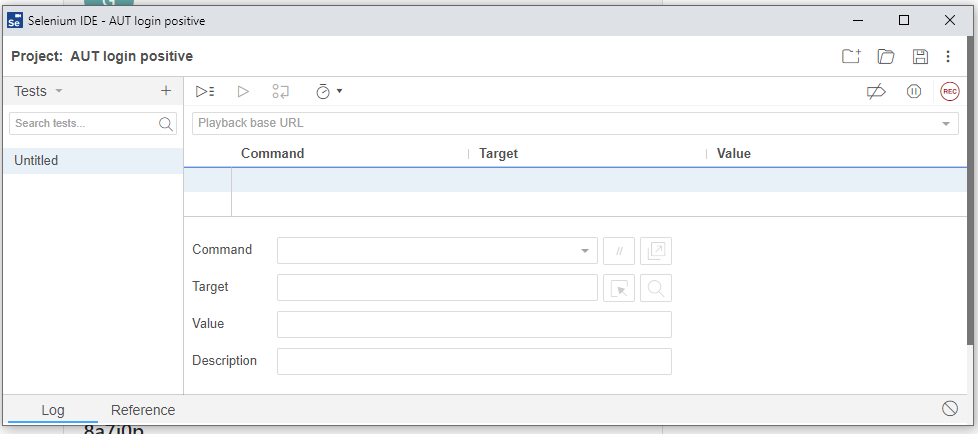 Se Selenium IDE - AUT login positive
Project: AUT login positive
Tests
REC
Search tests...
Playback base URL
Untitled
Command Target Value
Command
//
Target
Value
Description
Log Reference
8a7i0p